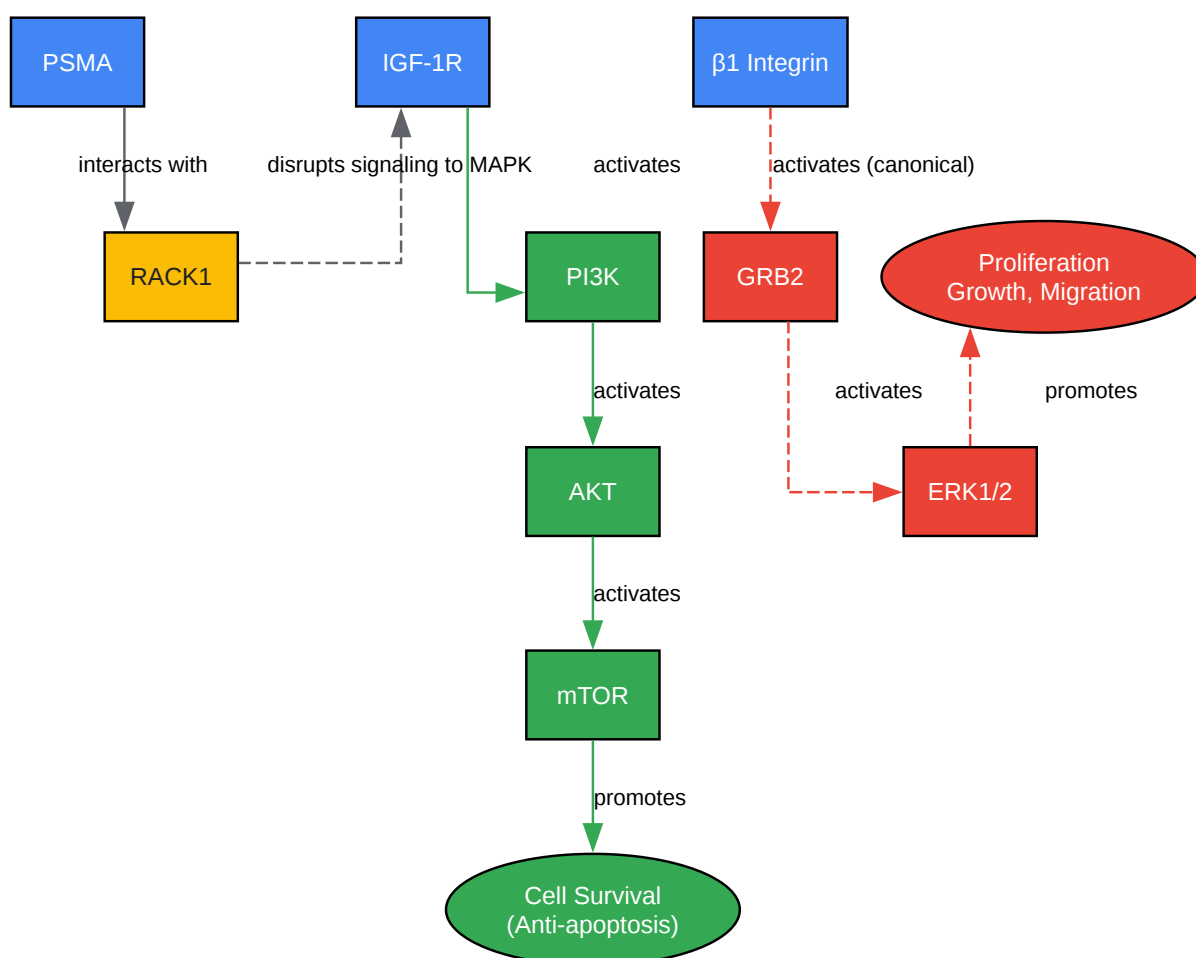 PSMA
IGF-1R
β1 Integrin
interacts with
disrupts signaling to MAPK
activates
activates (canonical)
RACK1
PI3K
GRB2
Proliferation
Growth, Migration
activates
activates
promotes
AKT
ERK1/2
activates
mTOR
promotes
Cell Survival
(Anti-apoptosis)